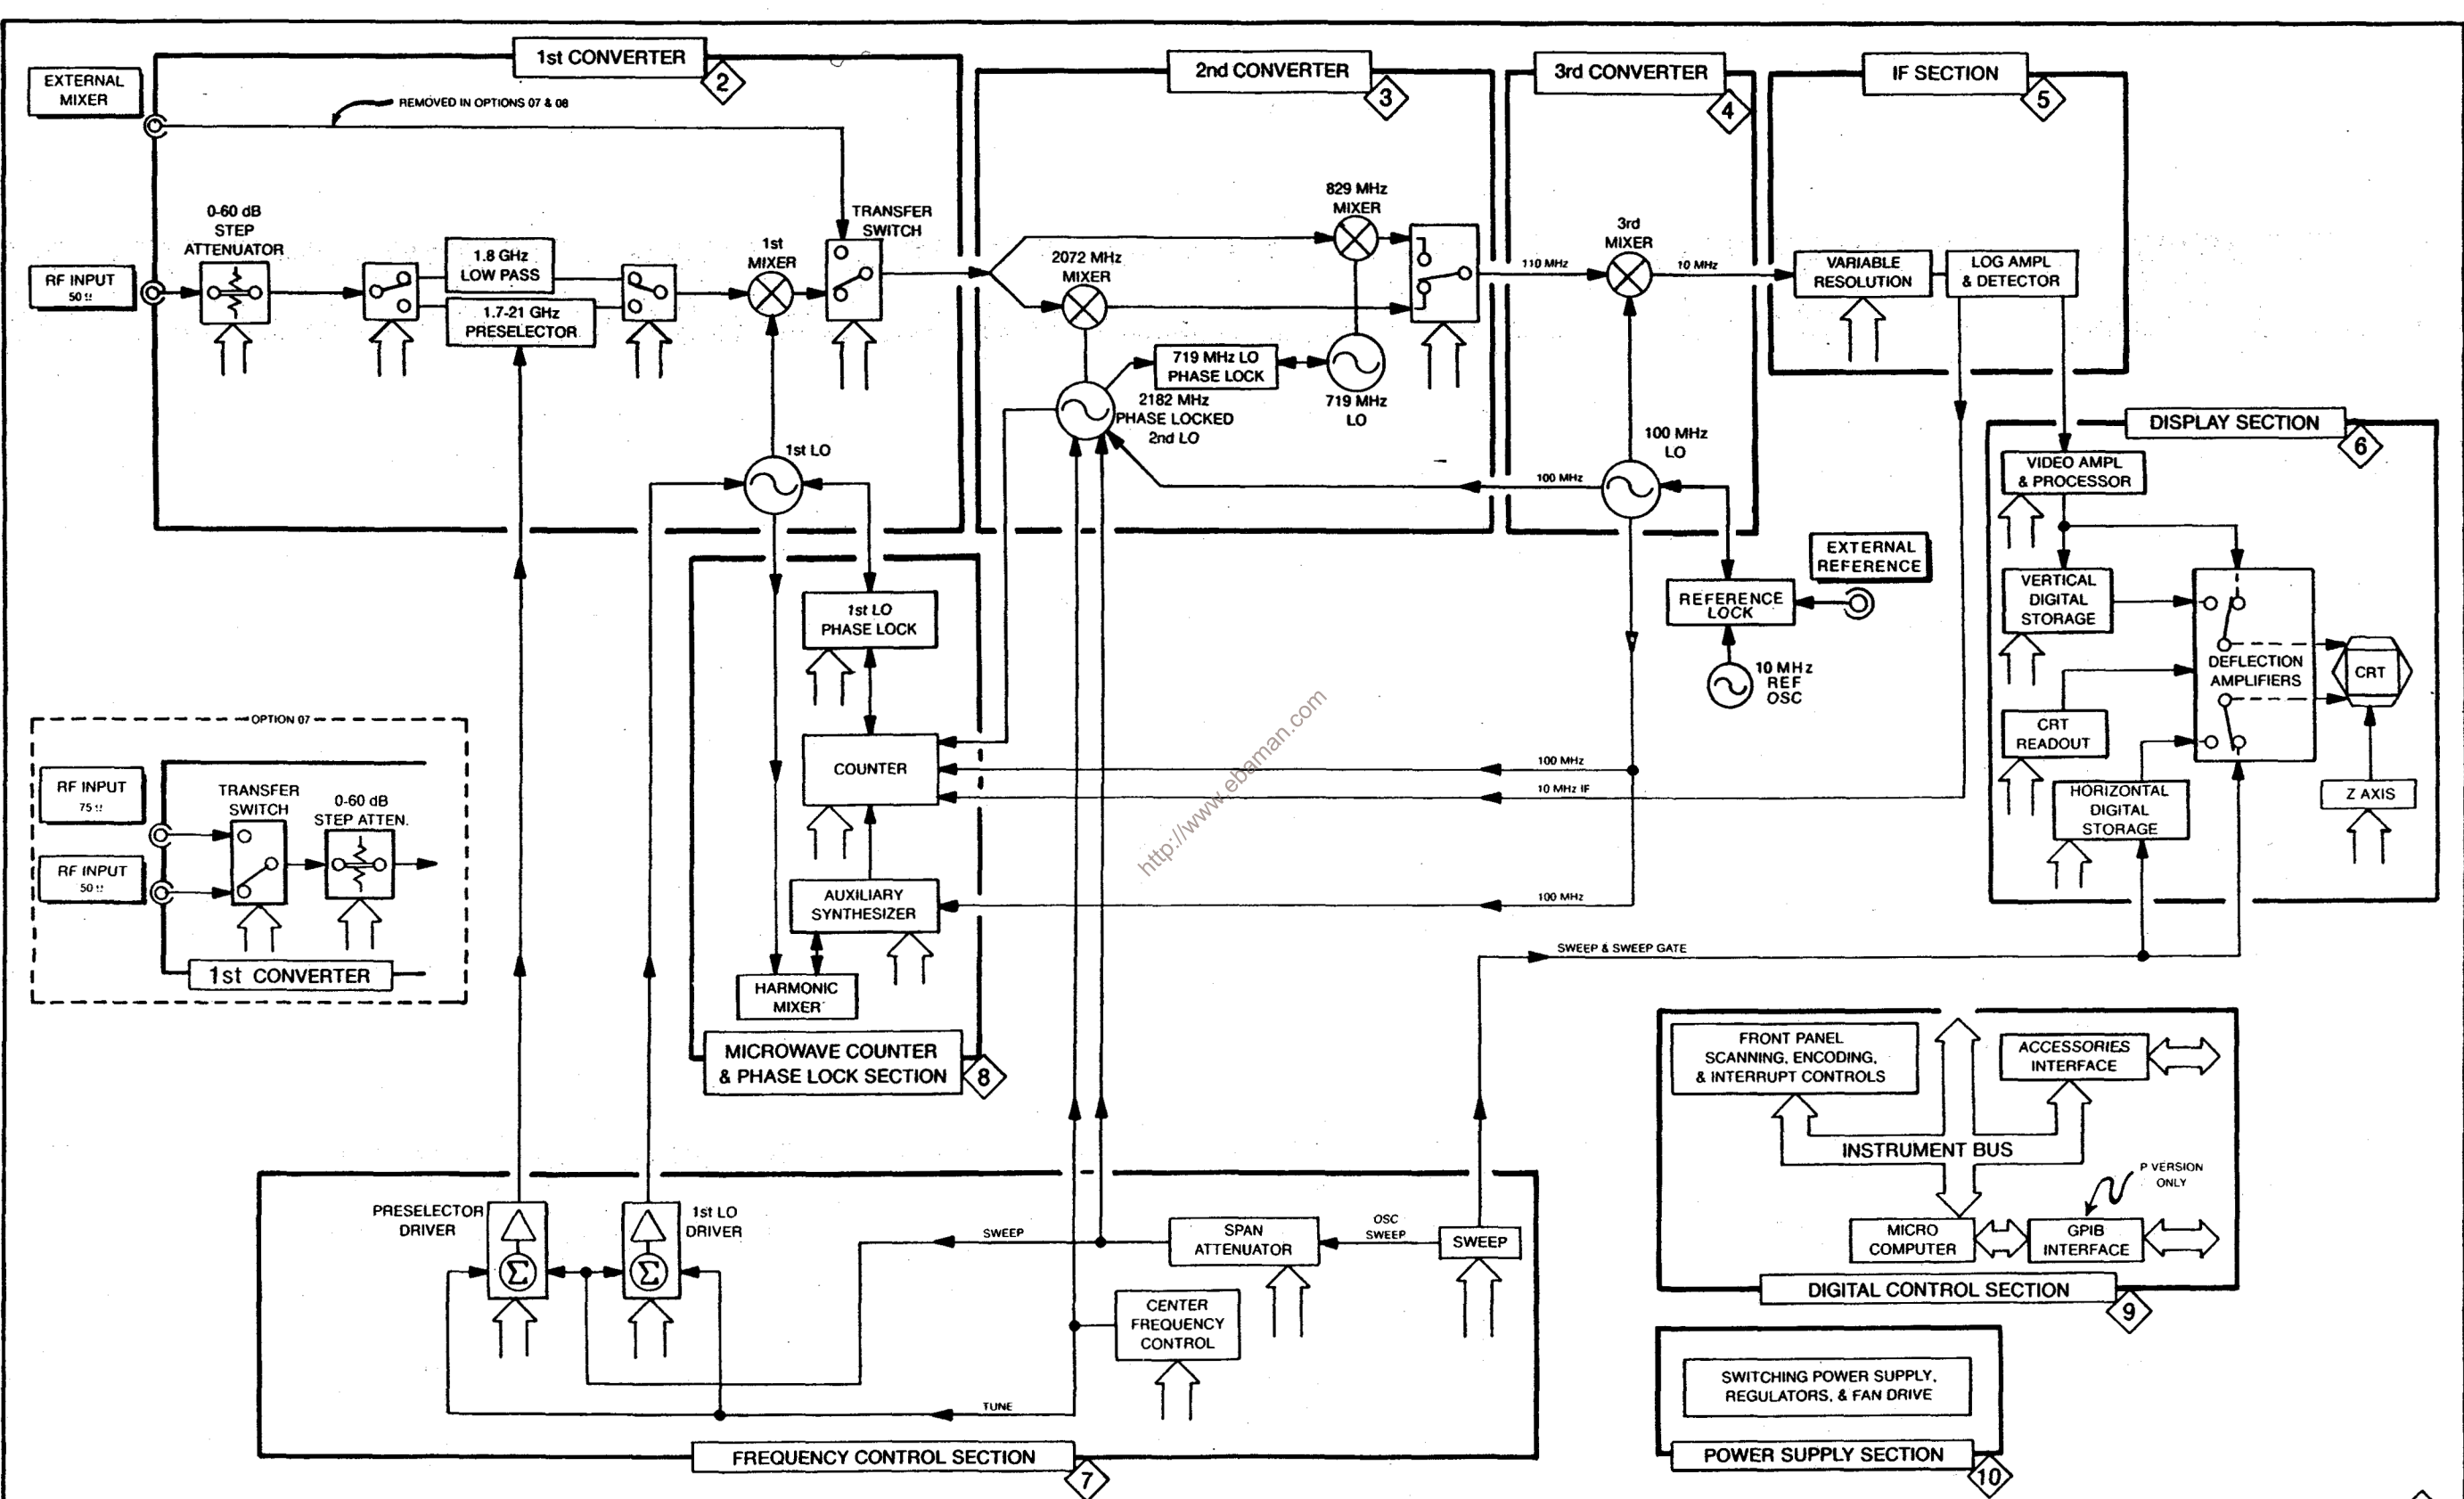 1st CONVERTER
2
EXTERNAL
MIXER
REMOVED IN OPTIONS 07 & 08
RF INPUT
50 Ω
0-60 dB
STEP
ATTENUATOR
1.8 GHz
LOW PASS
1.7-21 GHz
PRESELECTOR
1st
MIXER
TRANSFER
SWITCH
1st LO
2nd CONVERTER
3
2072 MHz
MIXER
829 MHz
MIXER
719 MHz LO
PHASE LOCK
2182 MHz
PHASE LOCKED
2nd LO
719 MHz
LO
3rd CONVERTER
4
110 MHz
3rd
MIXER
10 MHz
100 MHz
LO
100 MHz
IF SECTION
5
VARIABLE
RESOLUTION
LOG AMPL
& DETECTOR
DISPLAY SECTION
6
VIDEO AMPL
& PROCESSOR
VERTICAL
DIGITAL
STORAGE
DEFLECTION
AMPLIFIERS
CRT
CRT
READOUT
HORIZONTAL
DIGITAL
STORAGE
Z AXIS
EXTERNAL
REFERENCE
REFERENCE
LOCK
10 MHz
REF
OSC
1st LO
PHASE LOCK
COUNTER
100 MHz
10 MHz IF
AUXILIARY
SYNTHESIZER
100 MHz
HARMONIC
MIXER
MICROWAVE COUNTER
& PHASE LOCK SECTION
8
OPTION 07
RF INPUT
75 Ω
RF INPUT
50 Ω
TRANSFER
SWITCH
0-60 dB
STEP ATTEN.
1st CONVERTER
http://www.ebaman.com
SWEEP & SWEEP GATE
PRESELECTOR
DRIVER
Σ
1st LO
DRIVER
Σ
SWEEP
SPAN
ATTENUATOR
OSC
SWEEP
SWEEP
CENTER
FREQUENCY
CONTROL
TUNE
FREQUENCY CONTROL SECTION
7
FRONT PANEL
SCANNING, ENCODING,
& INTERRUPT CONTROLS
ACCESSORIES
INTERFACE
INSTRUMENT BUS
P VERSION
ONLY
MICRO
COMPUTER
GPIB
INTERFACE
DIGITAL CONTROL SECTION
9
SWITCHING POWER SUPPLY,
REGULATORS, & FAN DRIVE
POWER SUPPLY SECTION
10